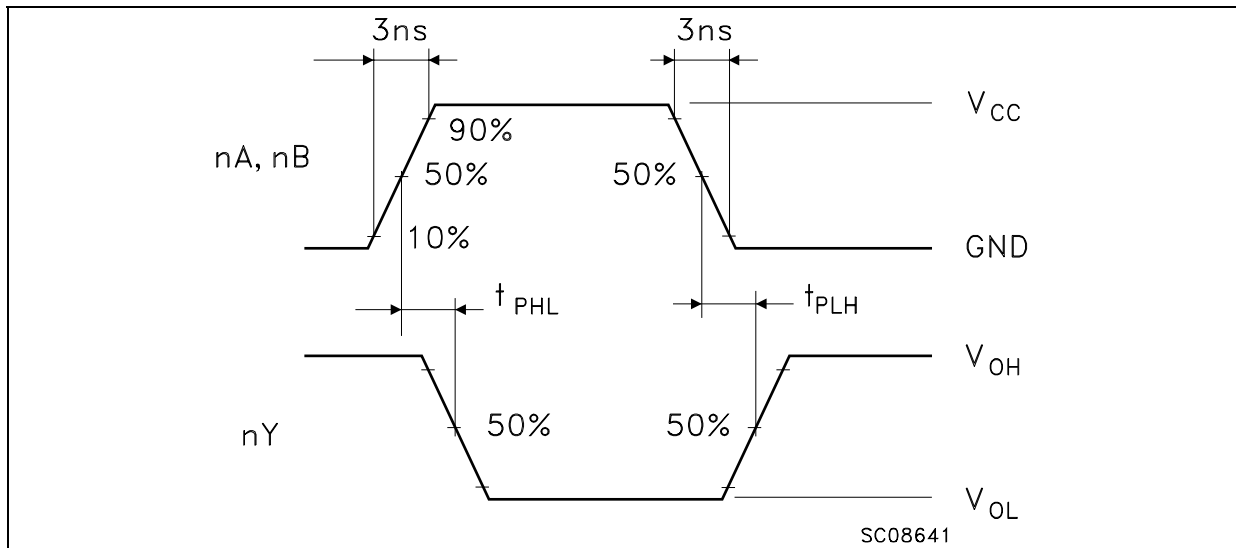 3ns 3ns
V_CC
90%
nA, nB
50% 50%
10%
GND
t_PHL t_PLH
V_OH
50% 50%
nY
V_OL
SC08641